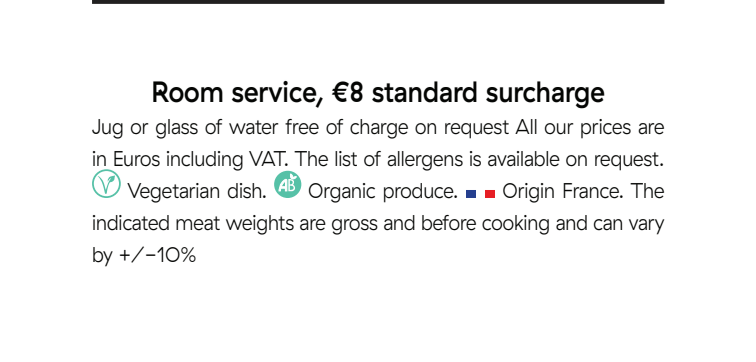 Room service, €8 standard surcharge
Jug or glass of water free of charge on request All our prices are
in Euros including VAT. The list of allergens is available on request.
V Vegetarian dish. AB Organic produce. Origin France. The
indicated meat weights are gross and before cooking and can vary
by +/-10%